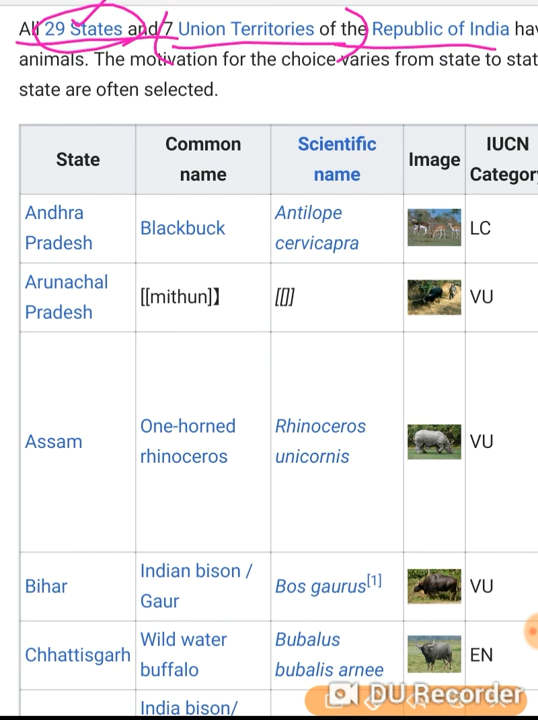 All 29 States and 7 Union Territories of the Republic of India hav
animals. The motivation for the choice varies from state to stat
state are often selected.
State Common name Scientific name Image IUCN Category
Andhra Pradesh Blackbuck Antilope cervicapra LC
Arunachal Pradesh [[mithun]】 [[]] VU
Assam One-horned rhinoceros Rhinoceros unicornis VU
Bihar Indian bison / Gaur Bos gaurus[1] VU
Chhattisgarh Wild water buffalo Bubalus bubalis arnee EN
India bison/
DU Recorder